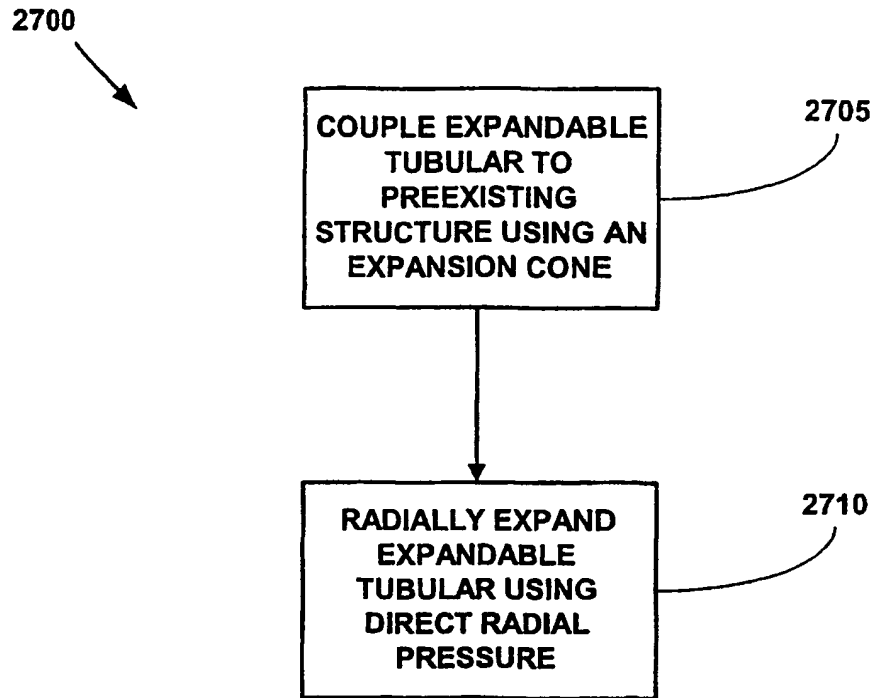 2700
COUPLE EXPANDABLE
TUBULAR TO
PREEXISTING
STRUCTURE USING AN
EXPANSION CONE
2705
RADIALLY EXPAND
EXPANDABLE
TUBULAR USING
DIRECT RADIAL
PRESSURE
2710